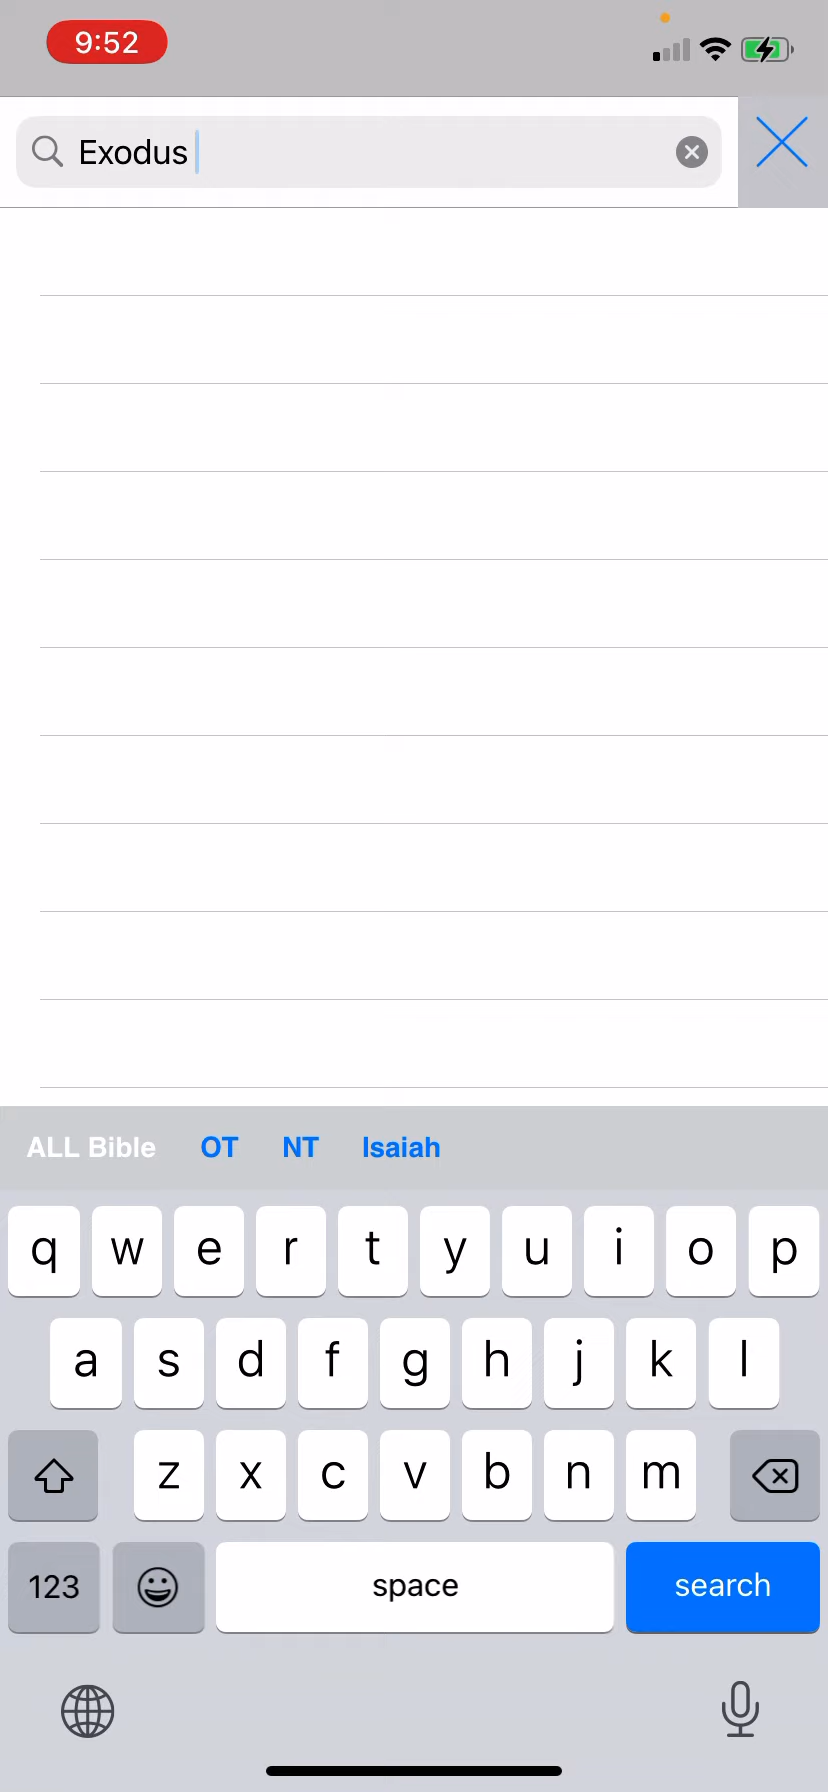 9:52
Exodus
ALL Bible OT NT Isaiah
q w e r t y u i o p
a s d f g h j k l
z x c v b n m
123 space search